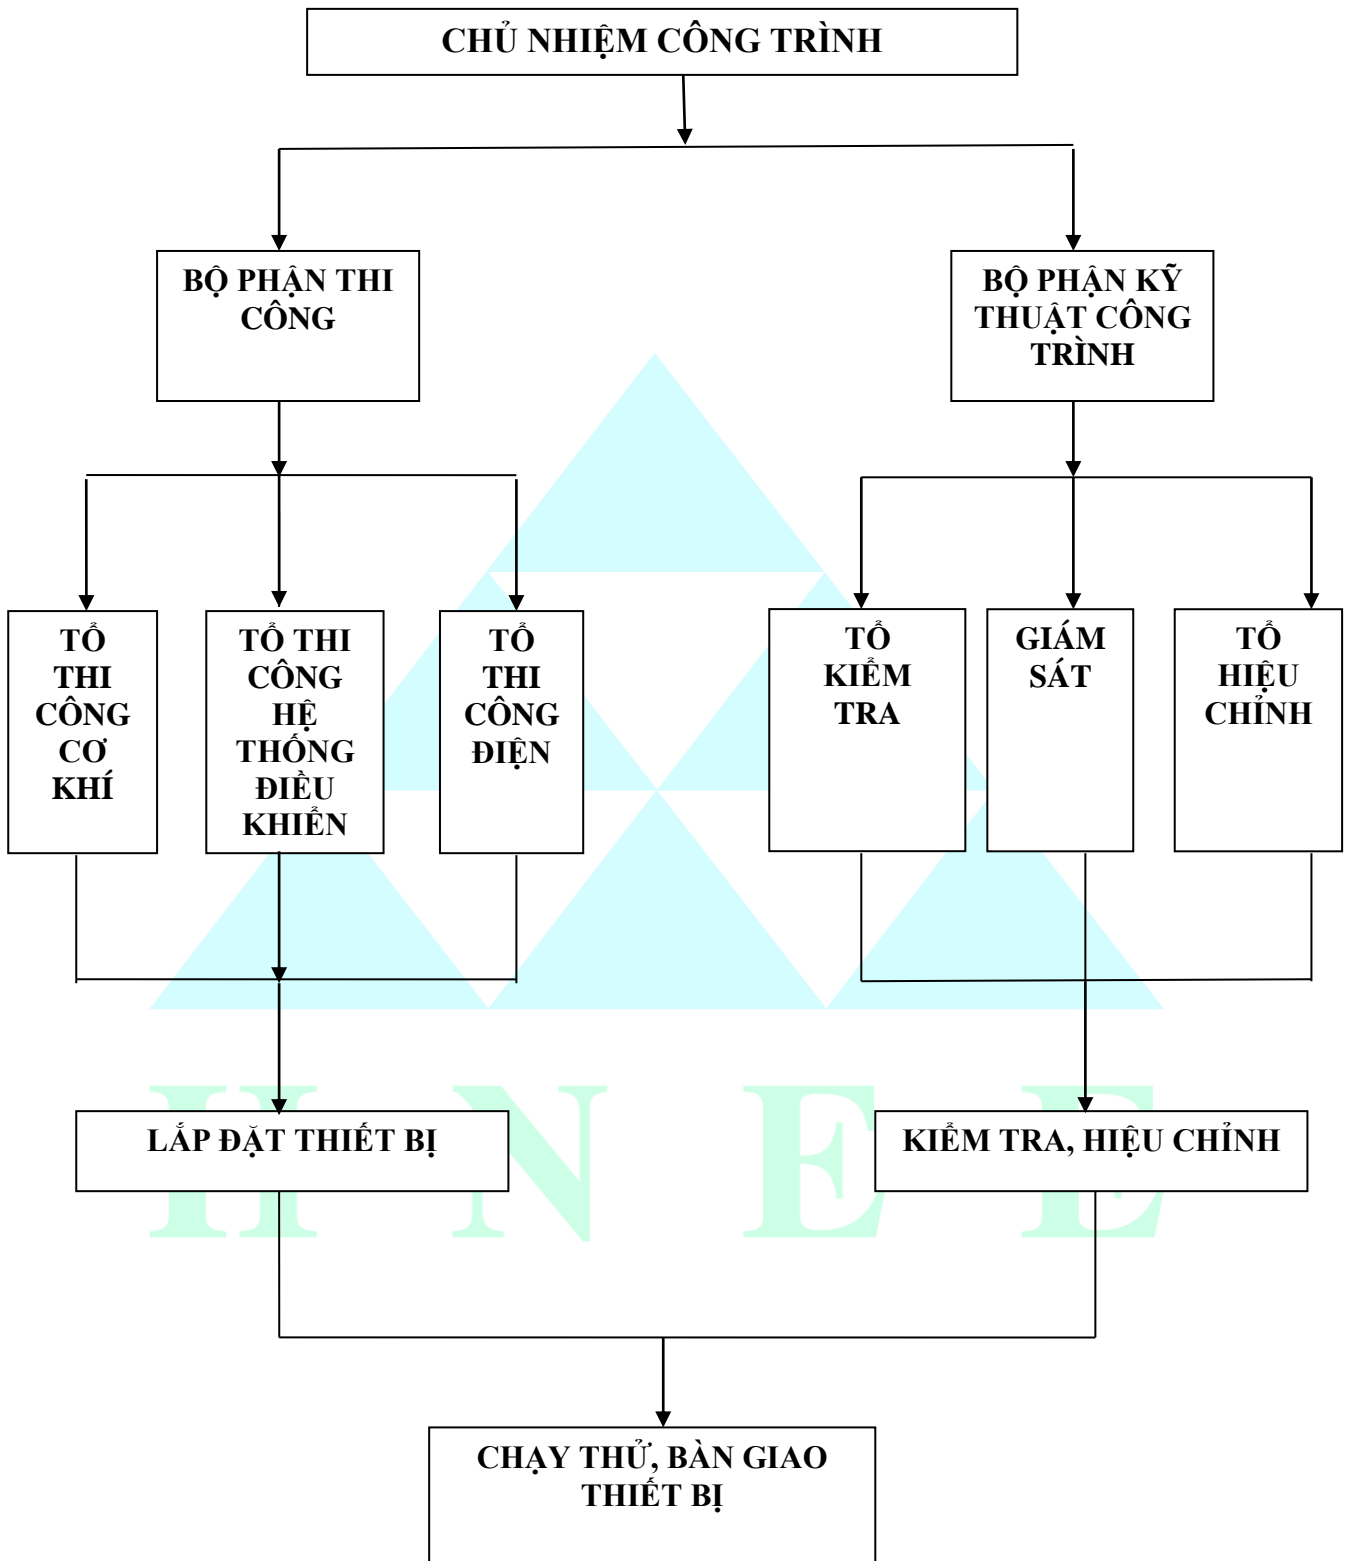 CHỦ NHIỆM CÔNG TRÌNH
BỘ PHẬN THI
CÔNG
BỘ PHẬN KỸ
THUẬT CÔNG
TRÌNH
TỔ
THI
CÔNG
CƠ
KHÍ
TỔ THI
CÔNG
HỆ
THỐNG
ĐIỀU
KHIỂN
TỔ
THI
CÔNG
ĐIỆN
TỔ
KIỂM
TRA
GIÁM
SÁT
TỔ
HIỆU
CHỈNH
LẮP ĐẶT THIẾT BỊ
KIỂM TRA, HIỆU CHỈNH
H N E E
CHẠY THỬ, BÀN GIAO
THIẾT BỊ